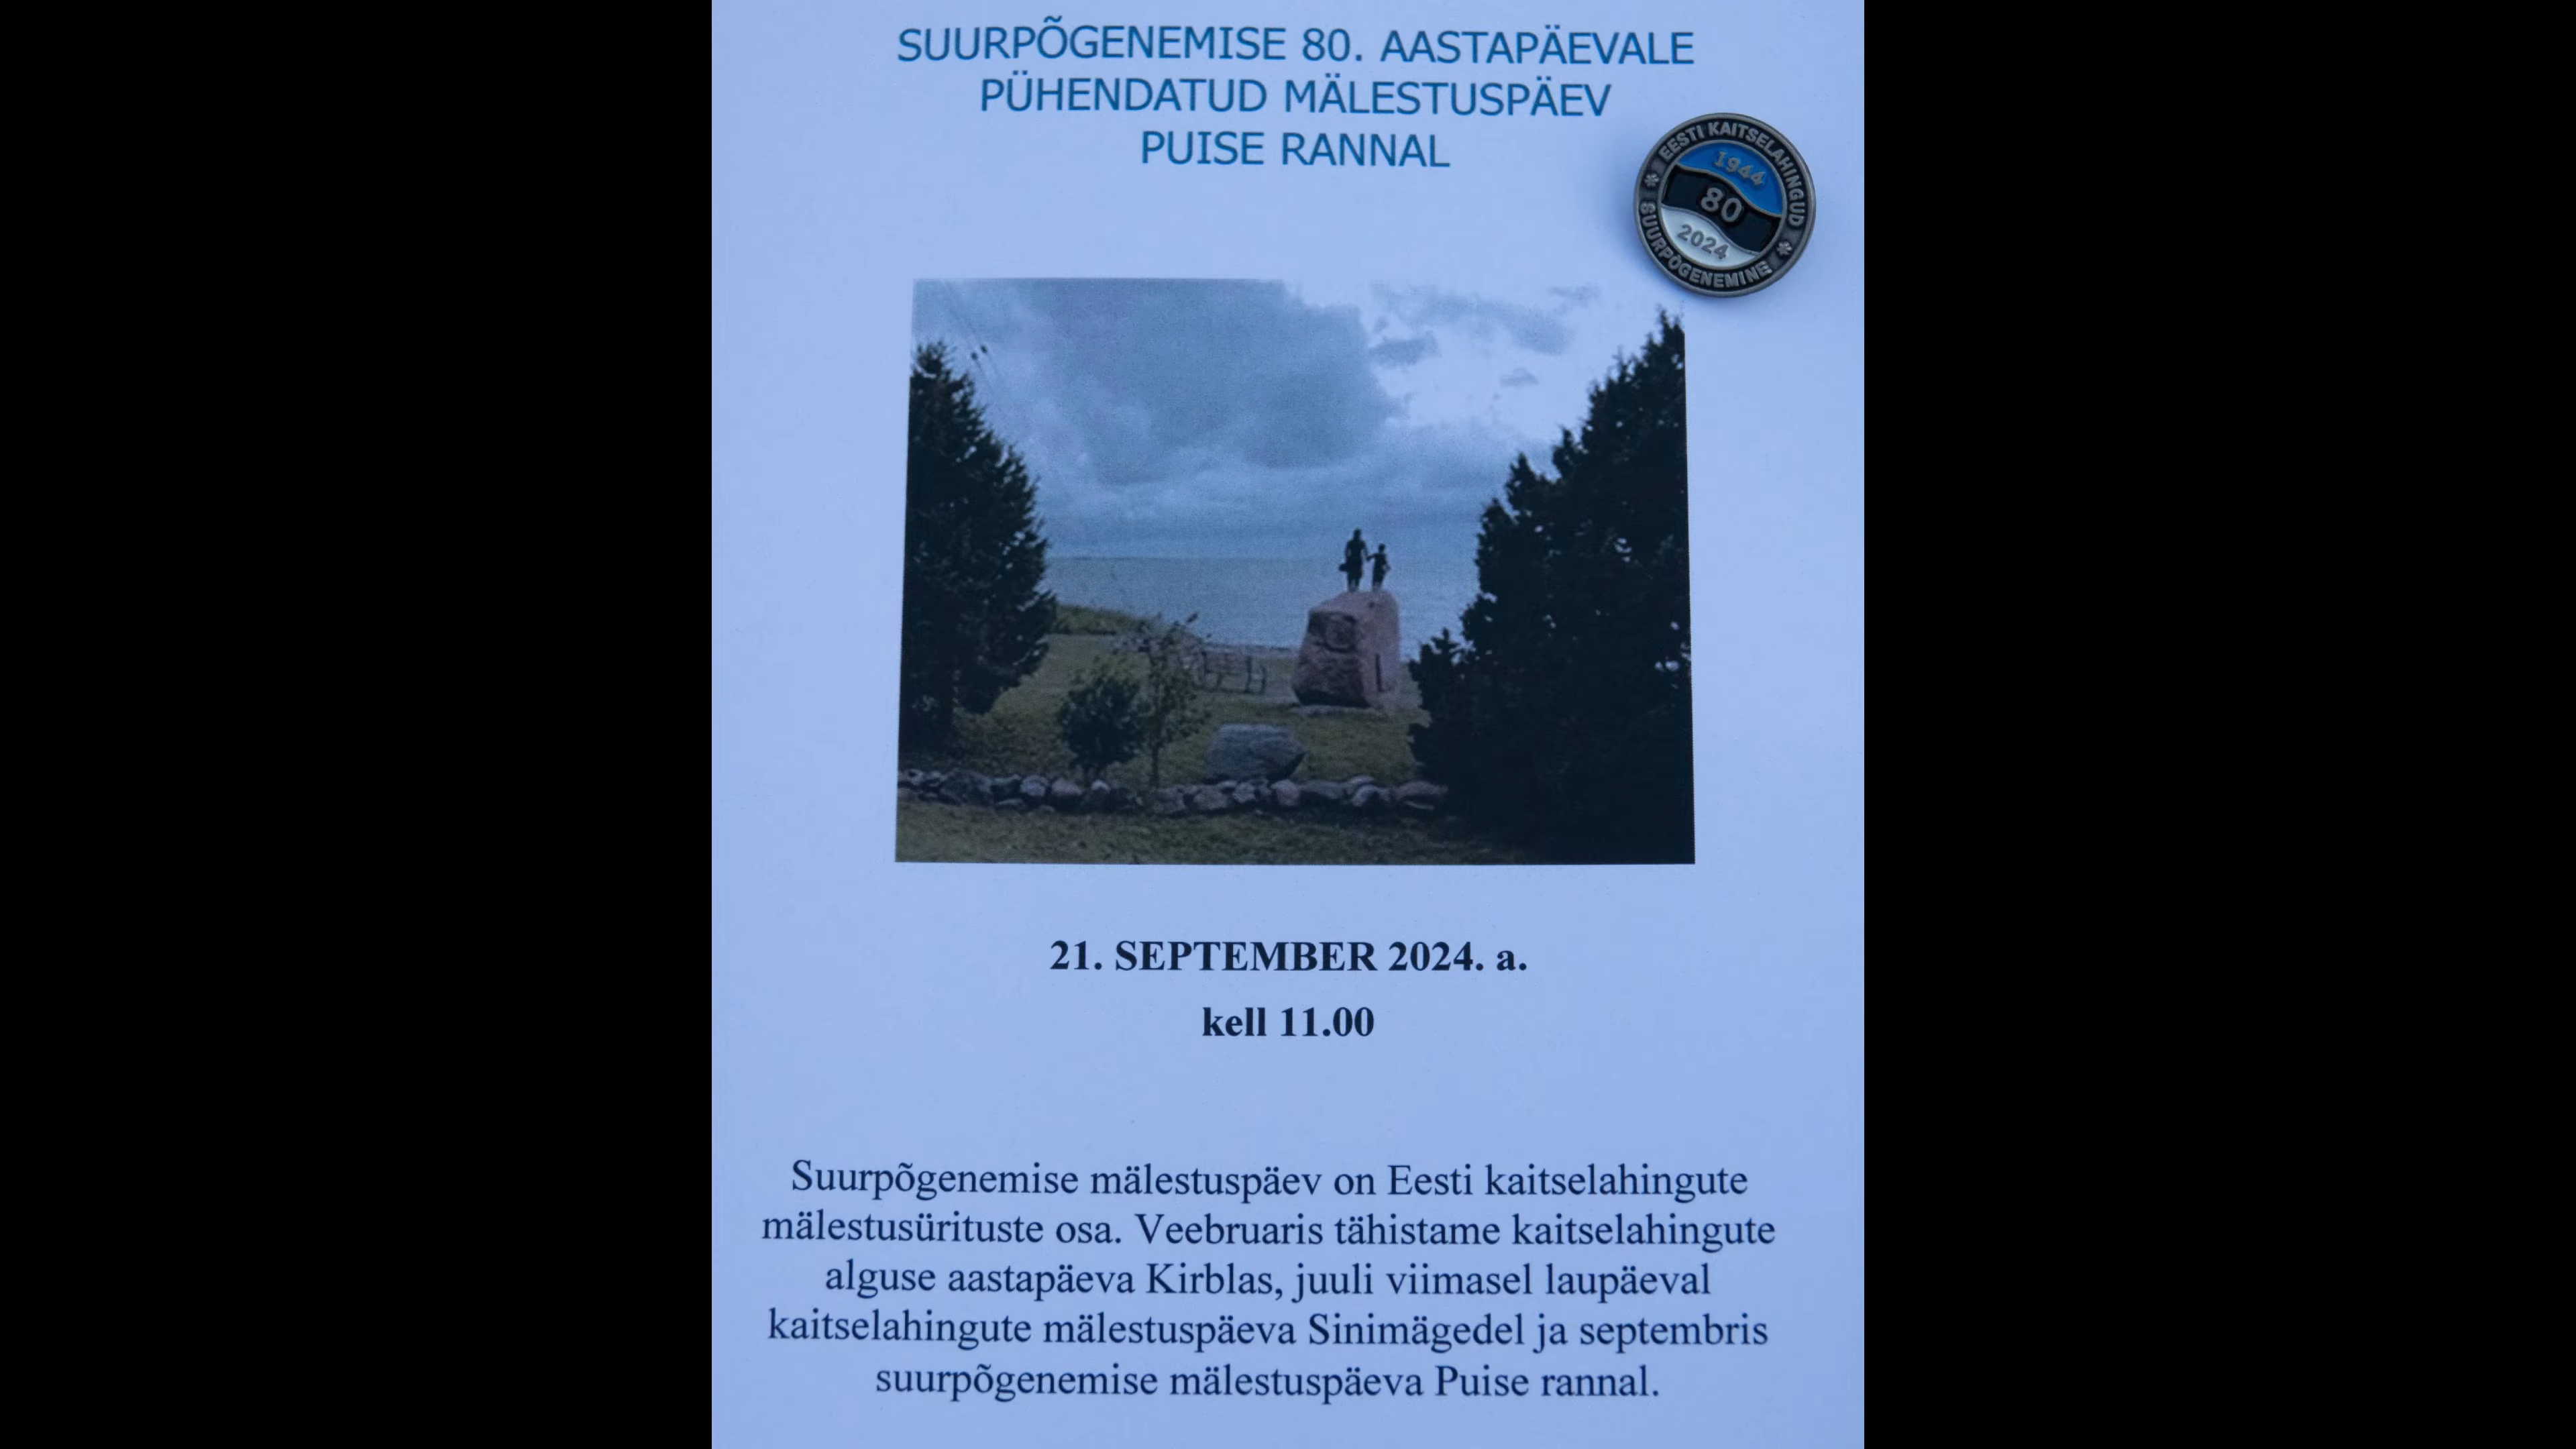 SUURPÕGENEMISE 80. AASTAPÄEVALE
PÜHENDATUD MÄLESTUSPÄEV
PUISE RANNAL
EESTI KAITSELAHINGUD
1944
80
2024
SUURPÕGENEMINE
21. SEPTEMBER 2024. a.
kell 11.00
Suurpõgenemise mälestuspäev on Eesti kaitselahingute
mälestusürituste osa. Veebruaris tähistame kaitselahingute
alguse aastapäeva Kirblas, juuli viimasel laupäeval
kaitselahingute mälestuspäeva Sinimägedel ja septembris
suurpõgenemise mälestuspäeva Puise rannal.